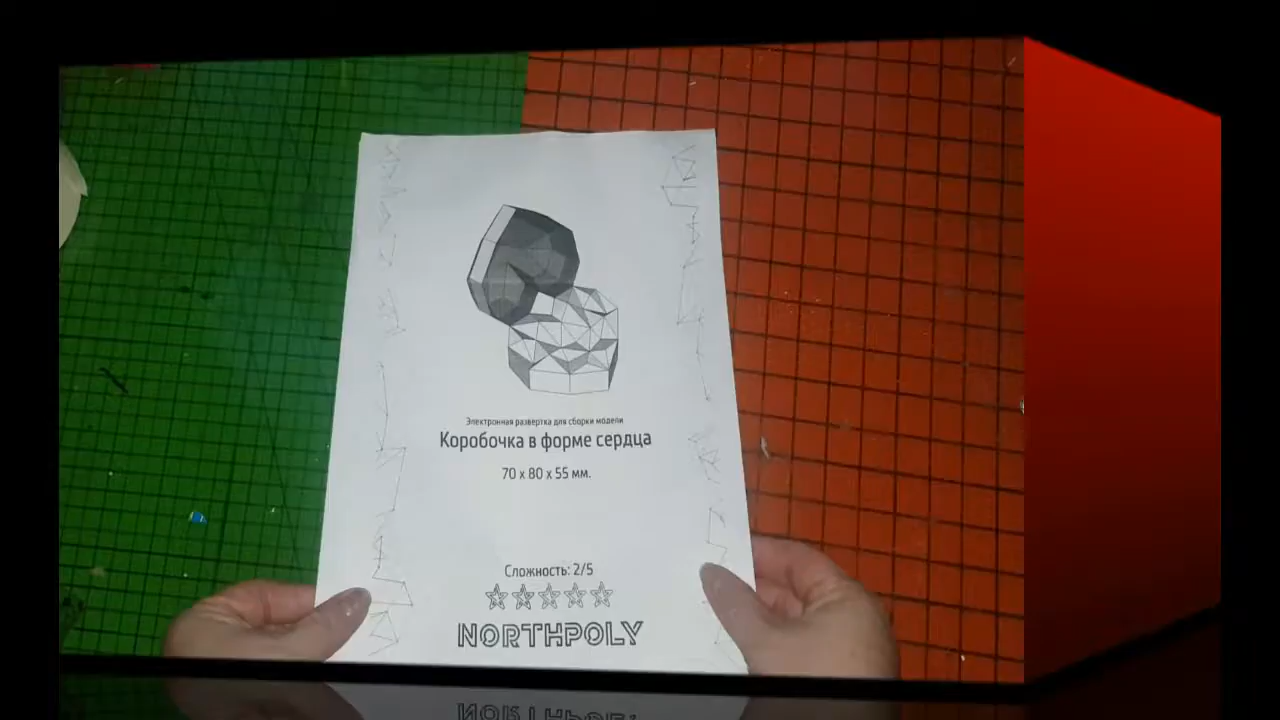 Электронная развертка для сборки модели
Коробочка в форме сердца
70 х 80 х 55 мм.
Сложность: 2/5
NORTHPOLY